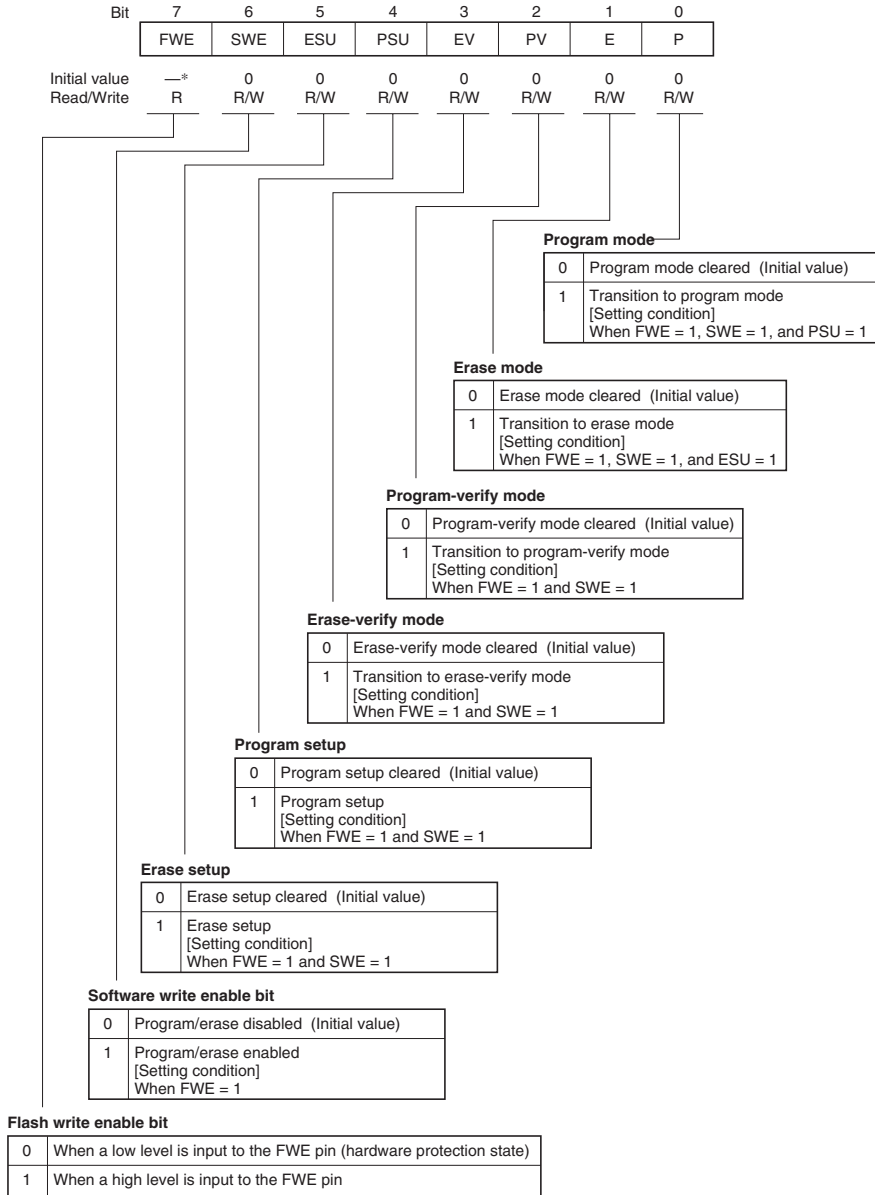 Bit 7 6 5 4 3 2 1 0
FWE SWE ESU PSU EV PV E P
Initial value —* 0 0 0 0 0 0 0
Read/Write R R/W R/W R/W R/W R/W R/W R/W
Program mode
0 Program mode cleared (Initial value)
1 Transition to program mode
[Setting condition]
When FWE = 1, SWE = 1, and PSU = 1
Erase mode
0 Erase mode cleared (Initial value)
1 Transition to erase mode
[Setting condition]
When FWE = 1, SWE = 1, and ESU = 1
Program-verify mode
0 Program-verify mode cleared (Initial value)
1 Transition to program-verify mode
[Setting condition]
When FWE = 1 and SWE = 1
Erase-verify mode
0 Erase-verify mode cleared (Initial value)
1 Transition to erase-verify mode
[Setting condition]
When FWE = 1 and SWE = 1
Program setup
0 Program setup cleared (Initial value)
1 Program setup
[Setting condition]
When FWE = 1 and SWE = 1
Erase setup
0 Erase setup cleared (Initial value)
1 Erase setup
[Setting condition]
When FWE = 1 and SWE = 1
Software write enable bit
0 Program/erase disabled (Initial value)
1 Program/erase enabled
[Setting condition]
When FWE = 1
Flash write enable bit
0 When a low level is input to the FWE pin (hardware protection state)
1 When a high level is input to the FWE pin